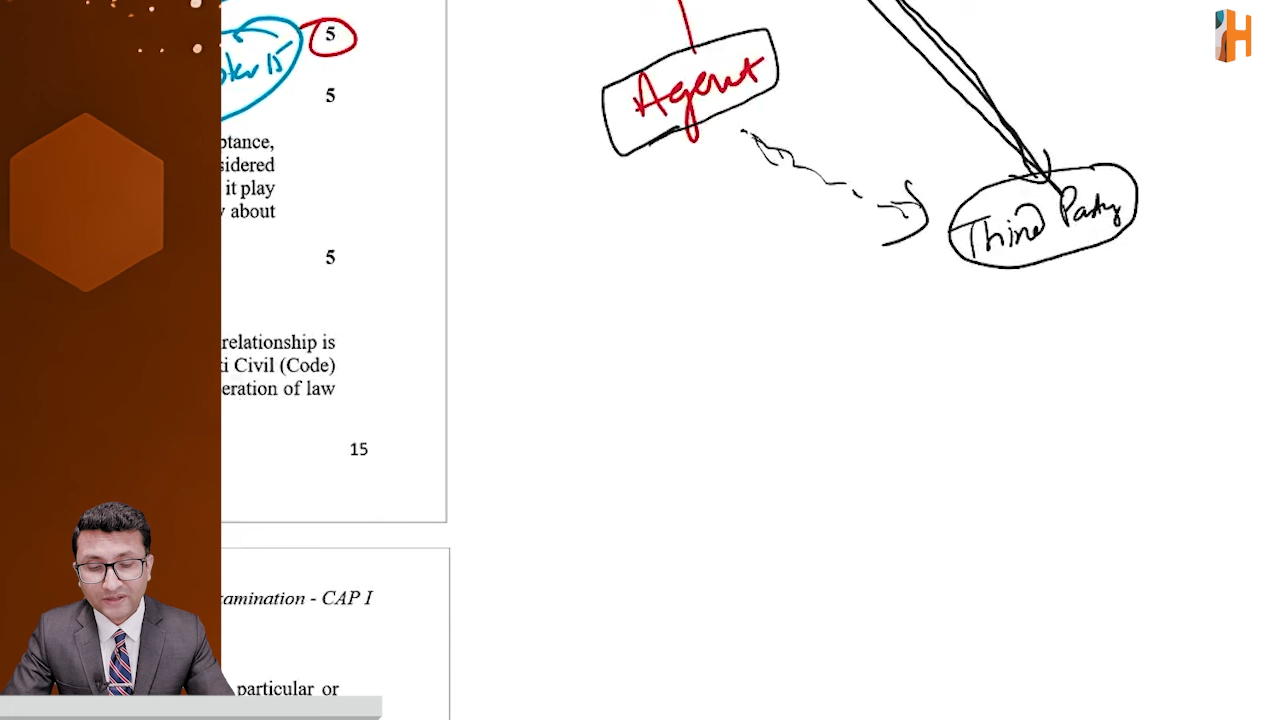 5
15
5
ptance,
sidered
it play
about
5
relationship is
i Civil (Code)
eration of law
15
amination - CAP I
particular or
Agent
Third Party
H